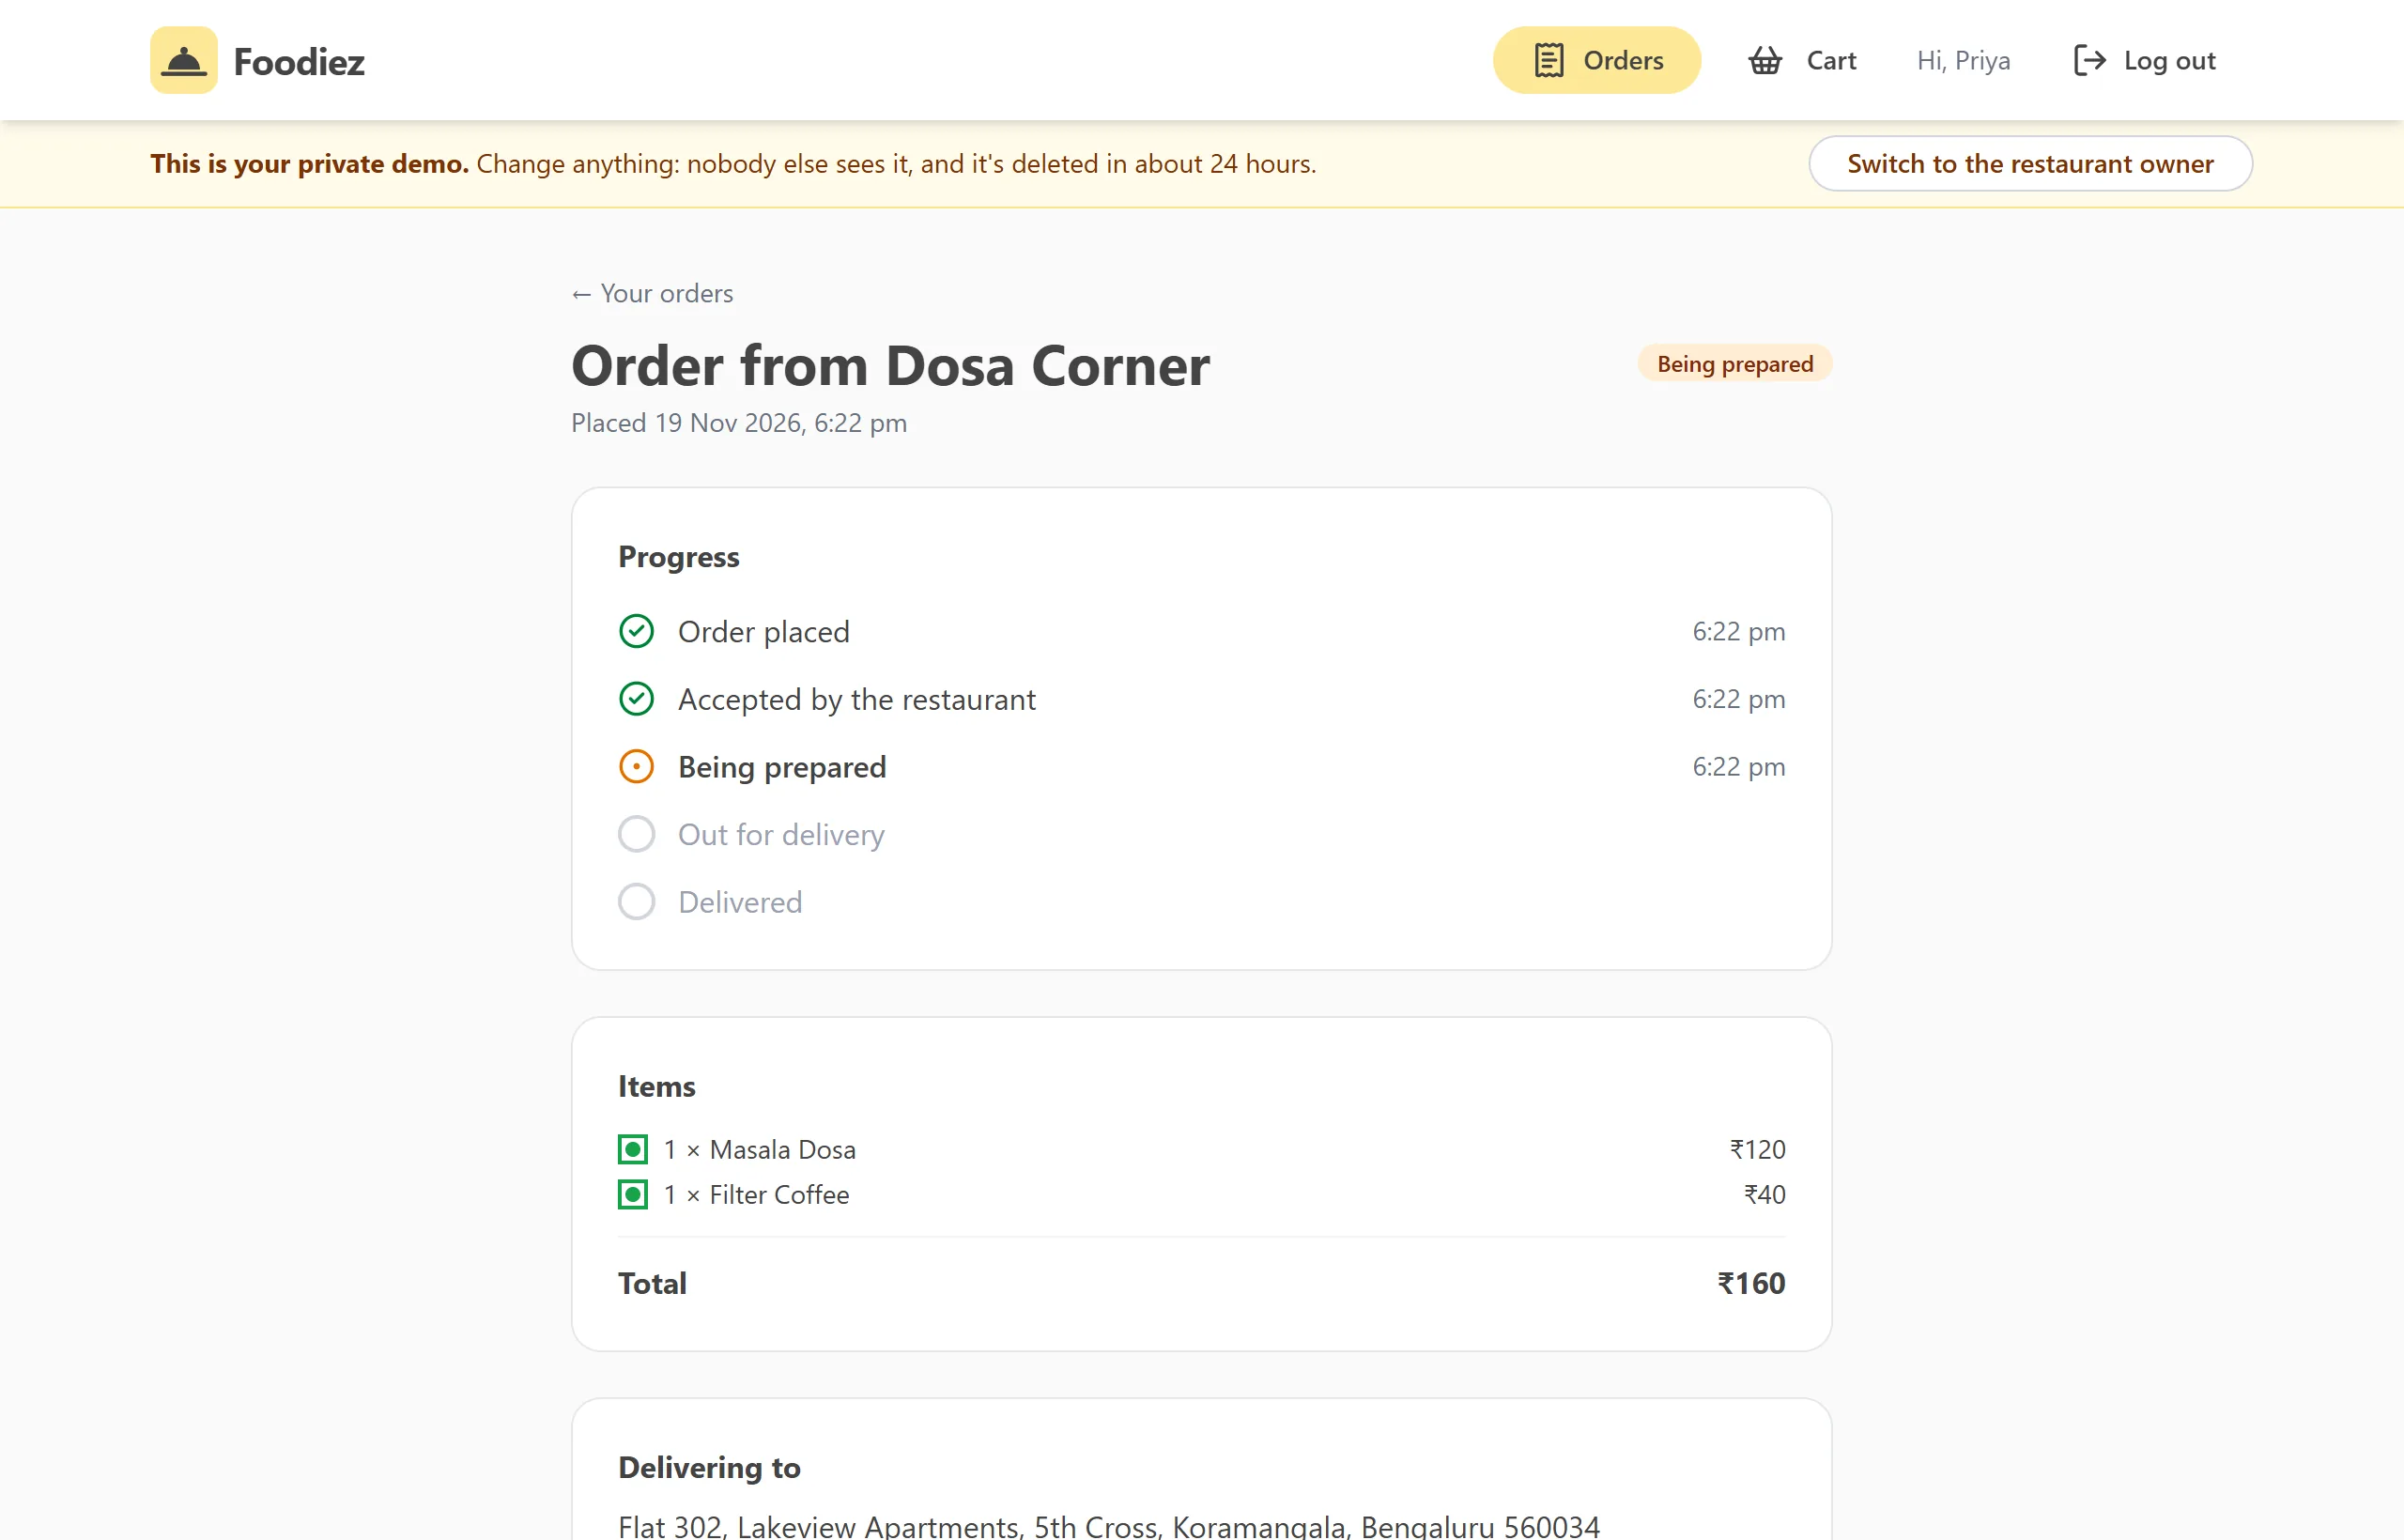 Foodiez
Orders
Cart
Hi, Priya
Log out
This is your private demo. Change anything: nobody else sees it, and it's deleted in about 24 hours.
Switch to the restaurant owner
← Your orders
Order from Dosa Corner
Being prepared
Placed 19 Nov 2026, 6:22 pm
Progress
Order placed 6:22 pm
Accepted by the restaurant 6:22 pm
Being prepared 6:22 pm
Out for delivery
Delivered
Items
1 × Masala Dosa ₹120
1 × Filter Coffee ₹40
Total ₹160
Delivering to
Flat 302, Lakeview Apartments, 5th Cross, Koramangala, Bengaluru 560034